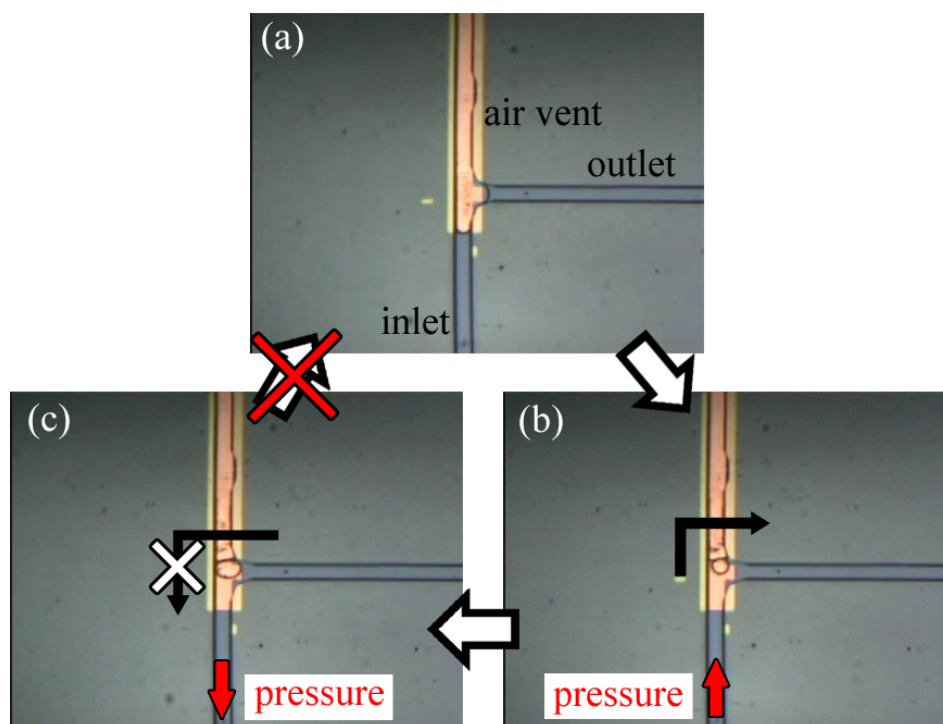 (a)
air vent
outlet
inlet
(c)
(b)
pressure
pressure